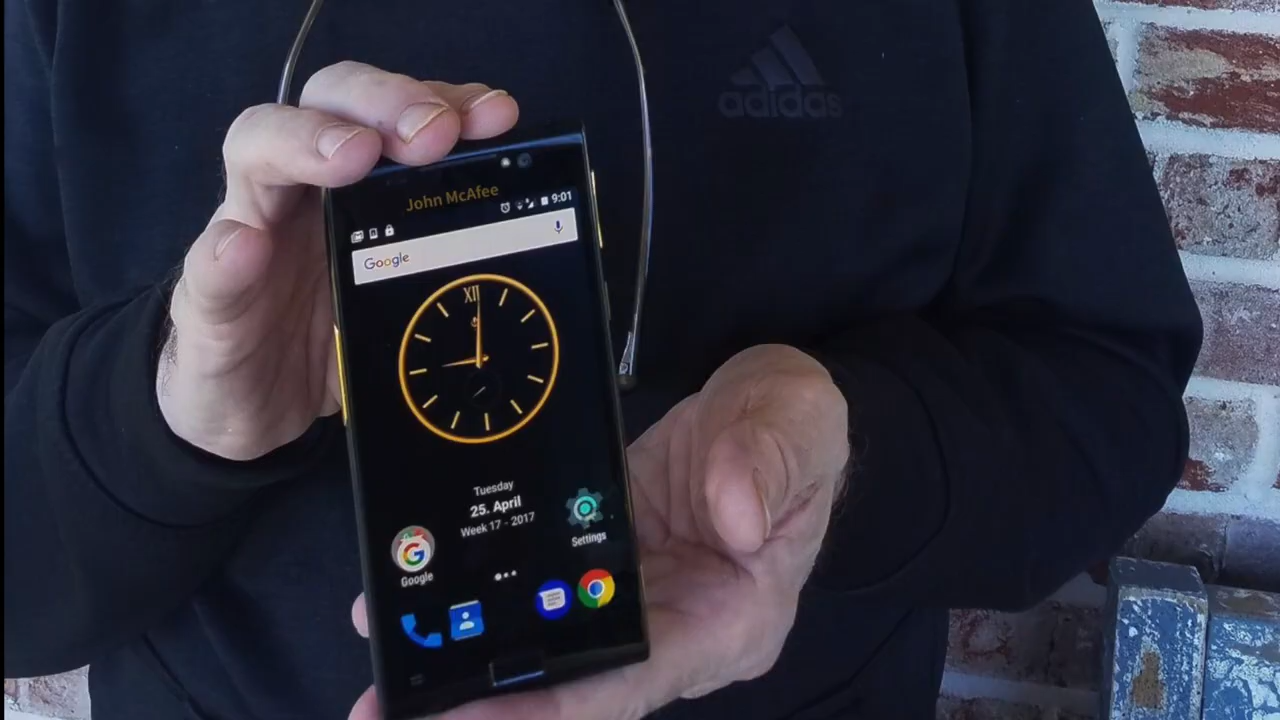 adidas
John McAfee
9:01
Google
XII
Tuesday
25. April
Week 17 - 2017
Settings
Google